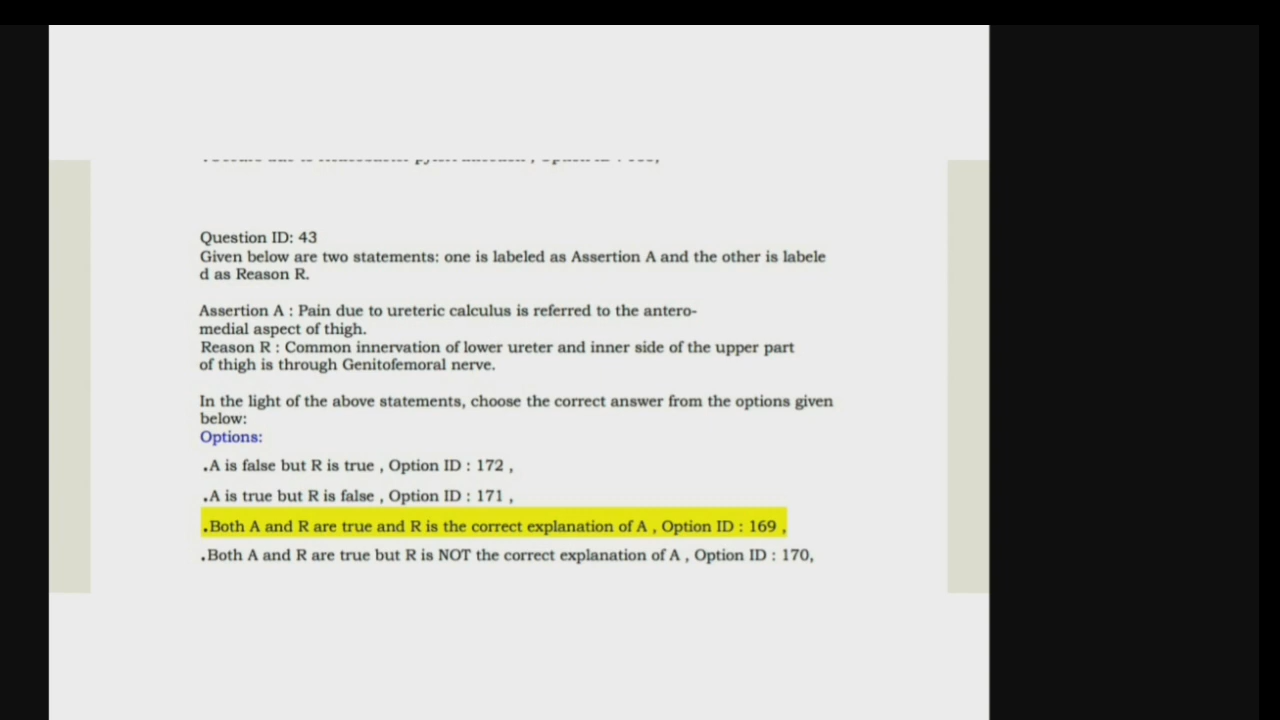 Question ID: 43
Given below are two statements: one is labeled as Assertion A and the other is labele
d as Reason R.
Assertion A : Pain due to ureteric calculus is referred to the antero-
medial aspect of thigh.
Reason R : Common innervation of lower ureter and inner side of the upper part
of thigh is through Genitofemoral nerve.
In the light of the above statements, choose the correct answer from the options given
below:
Options:
.A is false but R is true , Option ID : 172 ,
.A is true but R is false , Option ID : 171 ,
.Both A and R are true and R is the correct explanation of A , Option ID : 169 ,
.Both A and R are true but R is NOT the correct explanation of A , Option ID : 170,